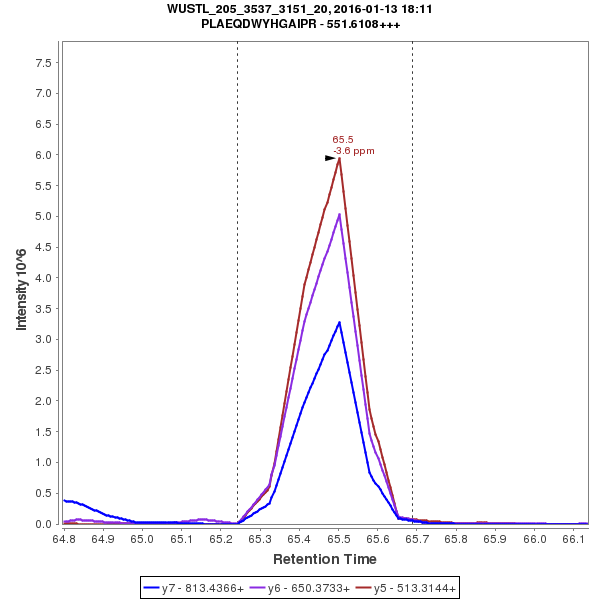 WUSTL_205_3537_3151_20, 2016-01-13 18:11
PLAEQDWYHGAIPR - 551.6108+++
7.5
7.0
6.5
6.0
5.5
5.0
4.5
4.0
3.5
3.0
2.5
2.0
1.5
1.0
0.5
0.0
Intensity 10^6
65.5
-3.6 ppm
64.8 64.9 65.0 65.1 65.2 65.3 65.4 65.5 65.6 65.7 65.8 65.9 66.0 66.1
Retention Time
y7 - 813.4366+ y6 - 650.3733+ y5 - 513.3144+